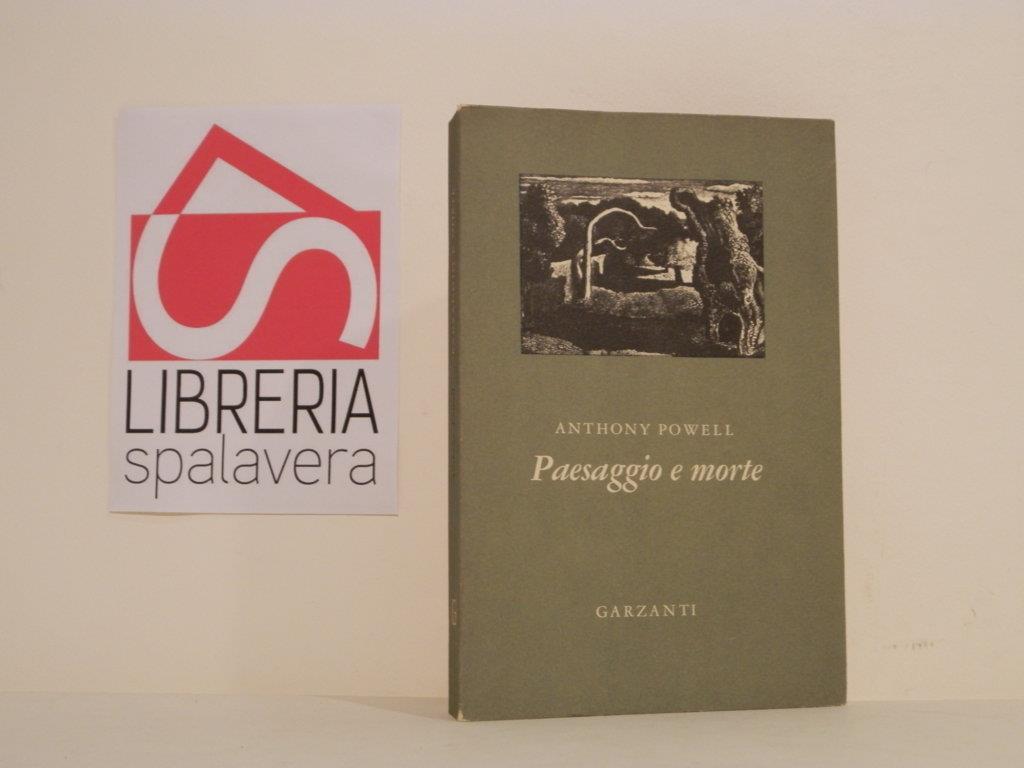 LIBRERIA
spalavera
ANTHONY POWELL
Paesaggio e morte
GARZANTI